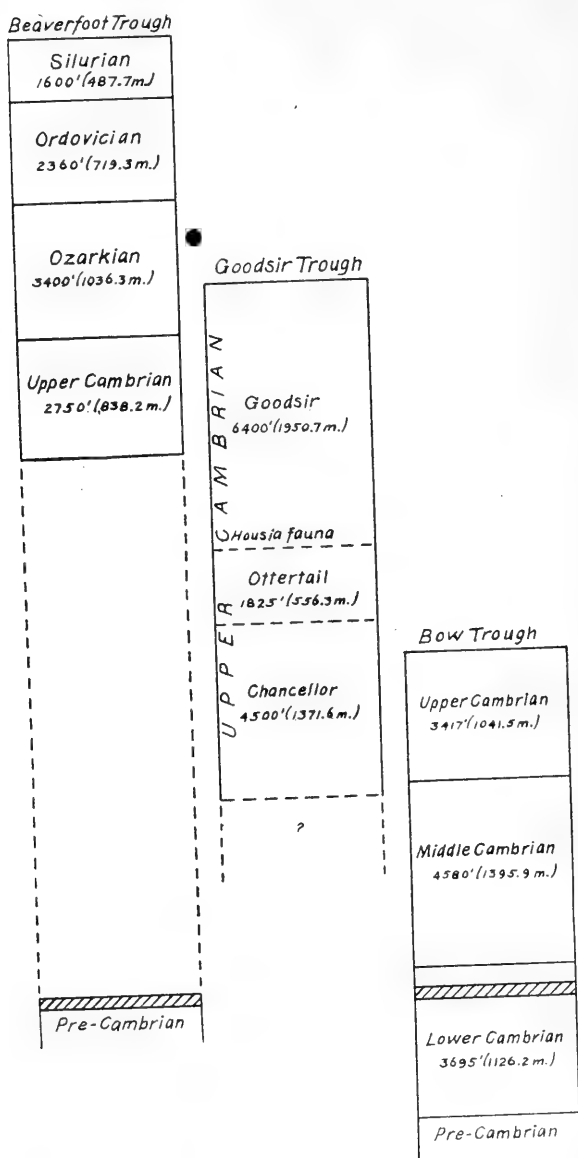 Beaverfoot Trough
Silurian
1600'(487.7m.)
Ordovician
2360'(719.3m.)
Ozarkian
3400'(1036.3m.)
Upper Cambrian
2750'(838.2m.)
Pre-Cambrian
Goodsir Trough
UPPER CAMBRIAN
Goodsir
6400'(1950.7m.)
Housia fauna
Ottertail
1825'(556.3m.)
Chancellor
4500'(1371.6m.)
?
Bow Trough
Upper Cambrian
3417'(1041.5m.)
Middle Cambrian
4580'(1395.9m.)
Lower Cambrian
3695'(1126.2m.)
Pre-Cambrian